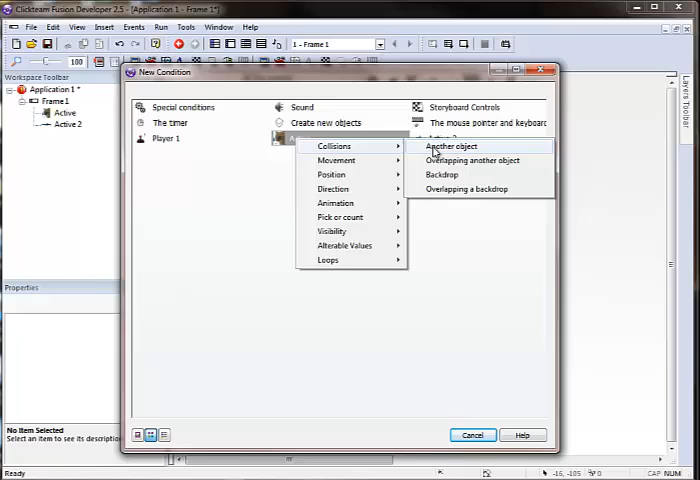 Clickteam Fusion Developer 2.5 - [Application 1 - Frame 1*]
File Edit View Insert Events Run Tools Window Help
1 - Frame 1
100
Workspace Toolbar
Application 1 *
Frame 1
Active
Active 2
Properties
No Item Selected
Select an item to see its description
Ready
New Condition
Special conditions
Sound
Storyboard Controls
The timer
Create new objects
The mouse pointer and keyboard
Player 1
Collisions
Movement
Position
Direction
Animation
Pick or count
Visibility
Alterable Values
Loops
Another object
Overlapping another object
Backdrop
Overlapping a backdrop
Cancel
Help
Layers Toolbar
-16, -105
0
CAP NUM